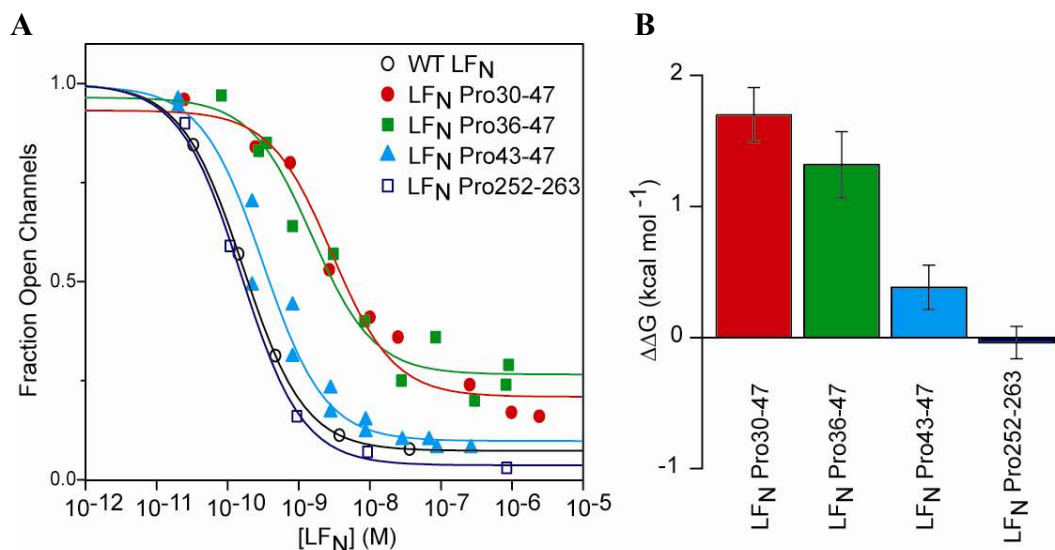 A
B
WT LFN
LFN Pro30-47
LFN Pro36-47
LFN Pro43-47
LFN Pro252-263
Fraction Open Channels
1.0
0.5
0.0
10-12 10-11 10-10 10-9 10-8 10-7 10-6 10-5
[LFN] (M)
ΔΔG (kcal mol -1)
2
1
0
-1
LFN Pro30-47
LFN Pro36-47
LFN Pro43-47
LFN Pro252-263